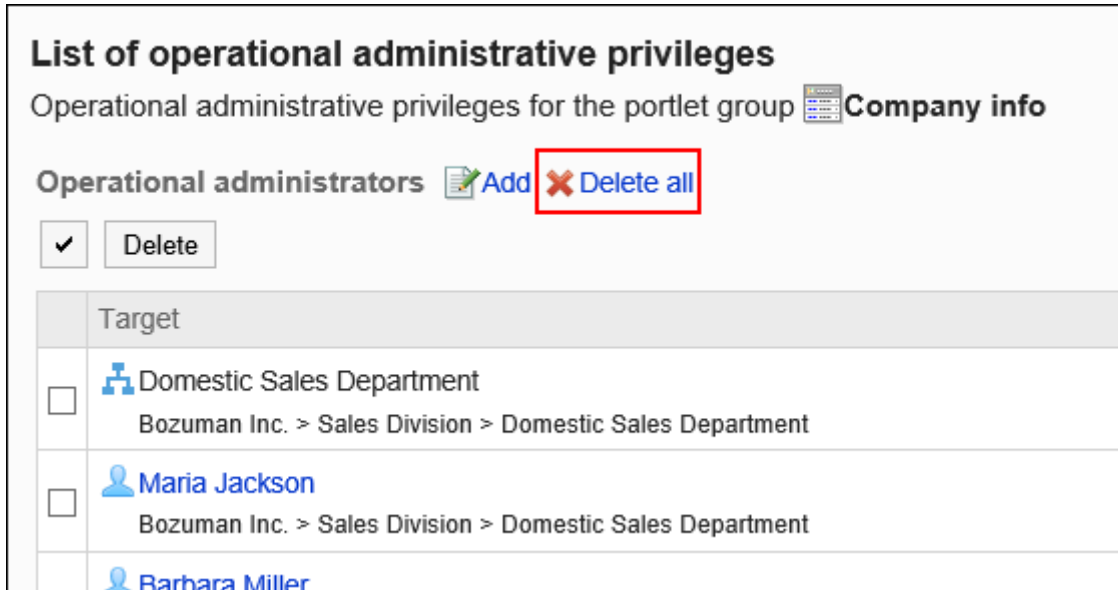 List of operational administrative privileges
Operational administrative privileges for the portlet group Company info
Operational administrators Add Delete all
Delete
Target
Domestic Sales Department
Bozuman Inc. > Sales Division > Domestic Sales Department
Maria Jackson
Bozuman Inc. > Sales Division > Domestic Sales Department
Barbara Miller